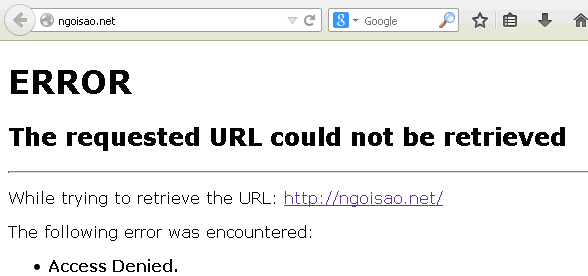 ngoisao.net
8
Google
ERROR
The requested URL could not be retrieved
While trying to retrieve the URL: http://ngoisao.net/
The following error was encountered:
• Access Denied.